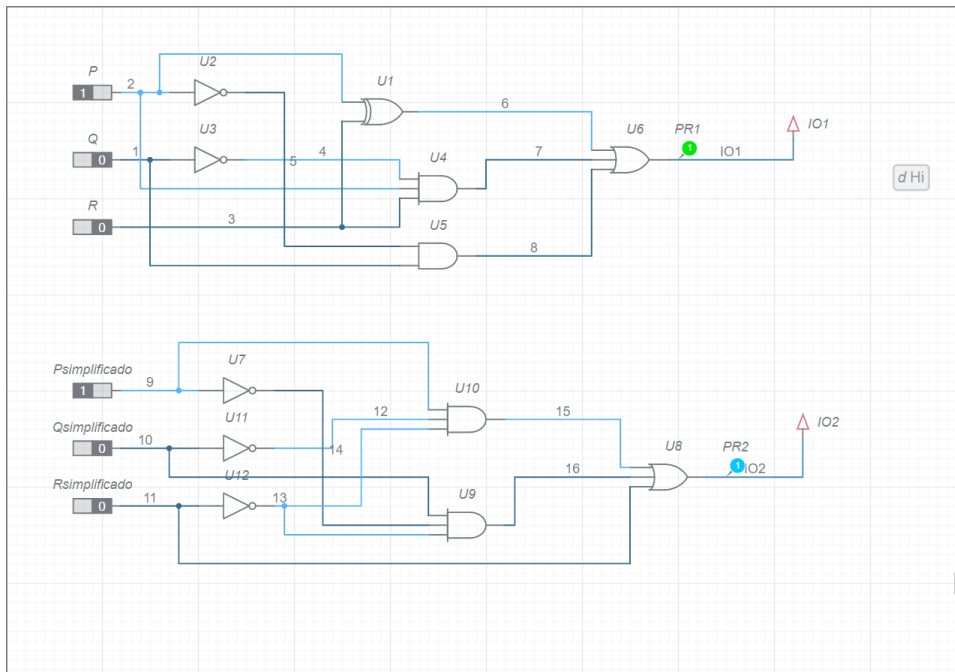 P
2
U2
1
U1
6
Q
1
0
U3
4
5
U4
7
U6
PR1
1
IO1
IO1
d Hi
R
0
3
U5
8
Psimplificado
9
U7
1
U10
Qsimplificado
10
0
U11
12
14
15
U8
PR2
1
IO2
IO2
Rsimplificado
11
0
U12
13
U9
16